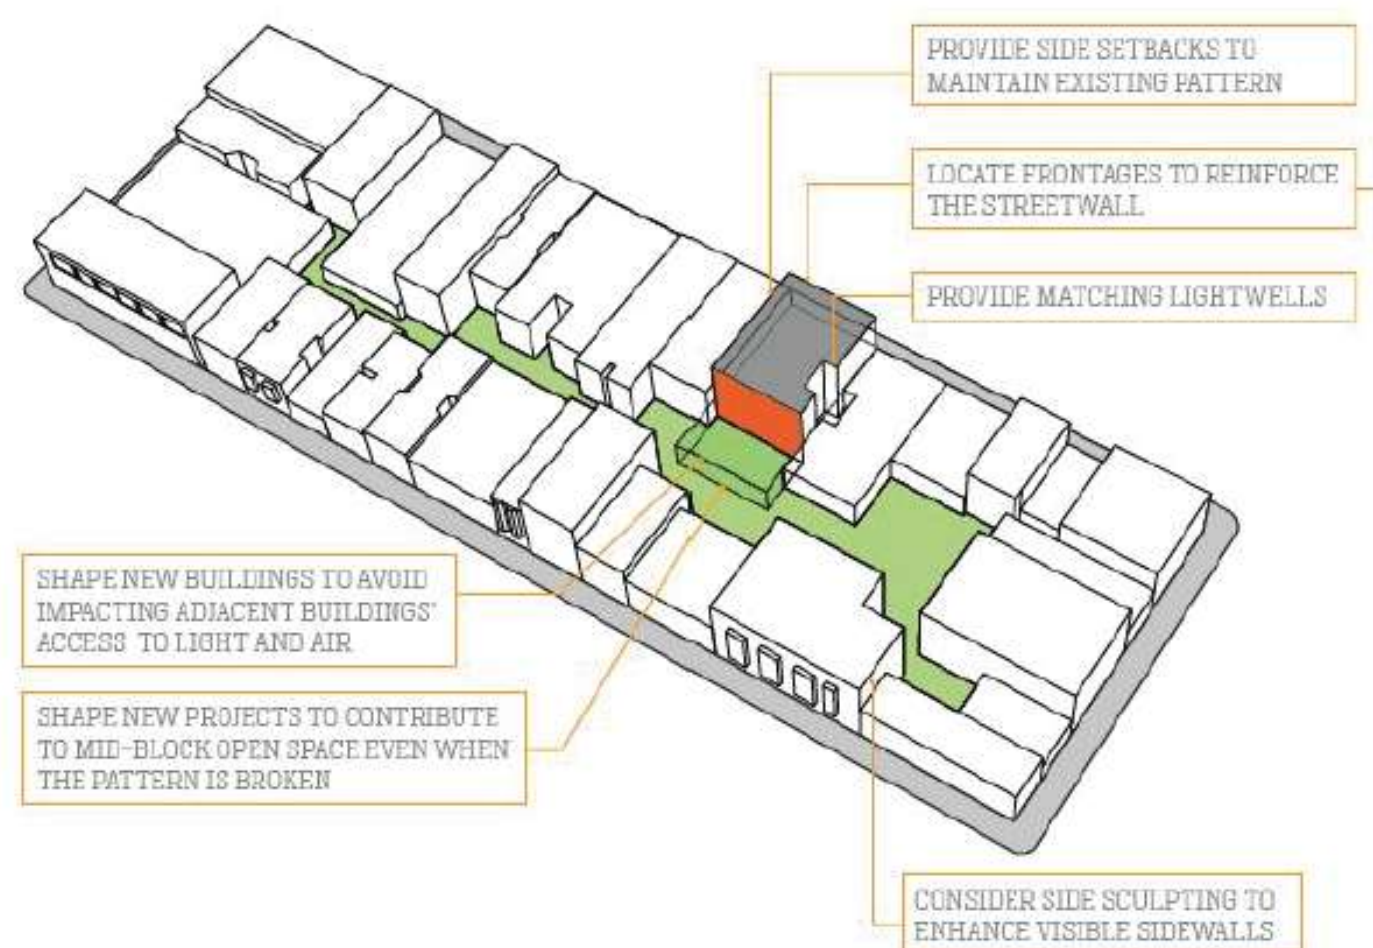 PROVIDE SIDE SETBACKS TO
MAINTAIN EXISTING PATTERN
LOCATE FRONTAGES TO REINFORCE
THE STREETWALL
PROVIDE MATCHING LIGHTWELLS
SHAPE NEW BUILDINGS TO AVOID
IMPACTING ADJACENT BUILDINGS'
ACCESS TO LIGHT AND AIR
SHAPE NEW PROJECTS TO CONTRIBUTE
TO MID-BLOCK OPEN SPACE EVEN WHEN
THE PATTERN IS BROKEN
CONSIDER SIDE SCULPTING TO
ENHANCE VISIBLE SIDEWALLS